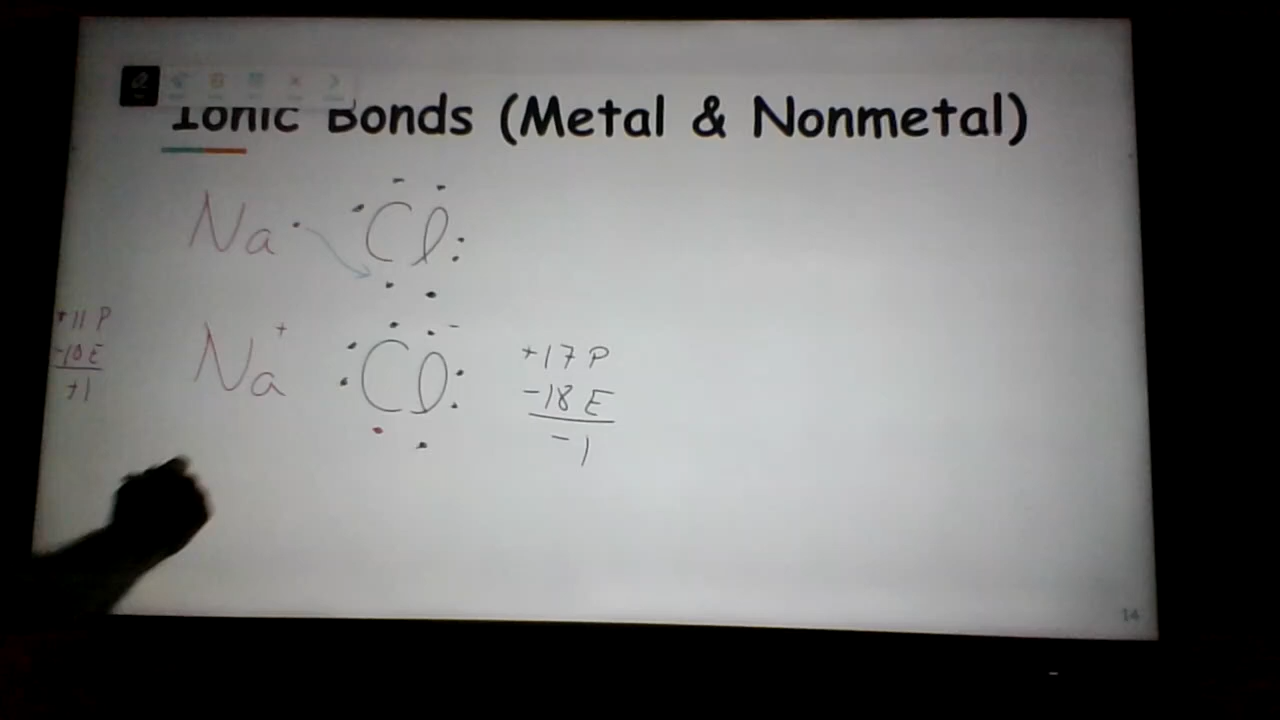 Ionic Bonds (Metal & Nonmetal)
Na Cl
+11 P
-10 E
+1
Na+ Cl-
+17 P
-18 E
-1
14